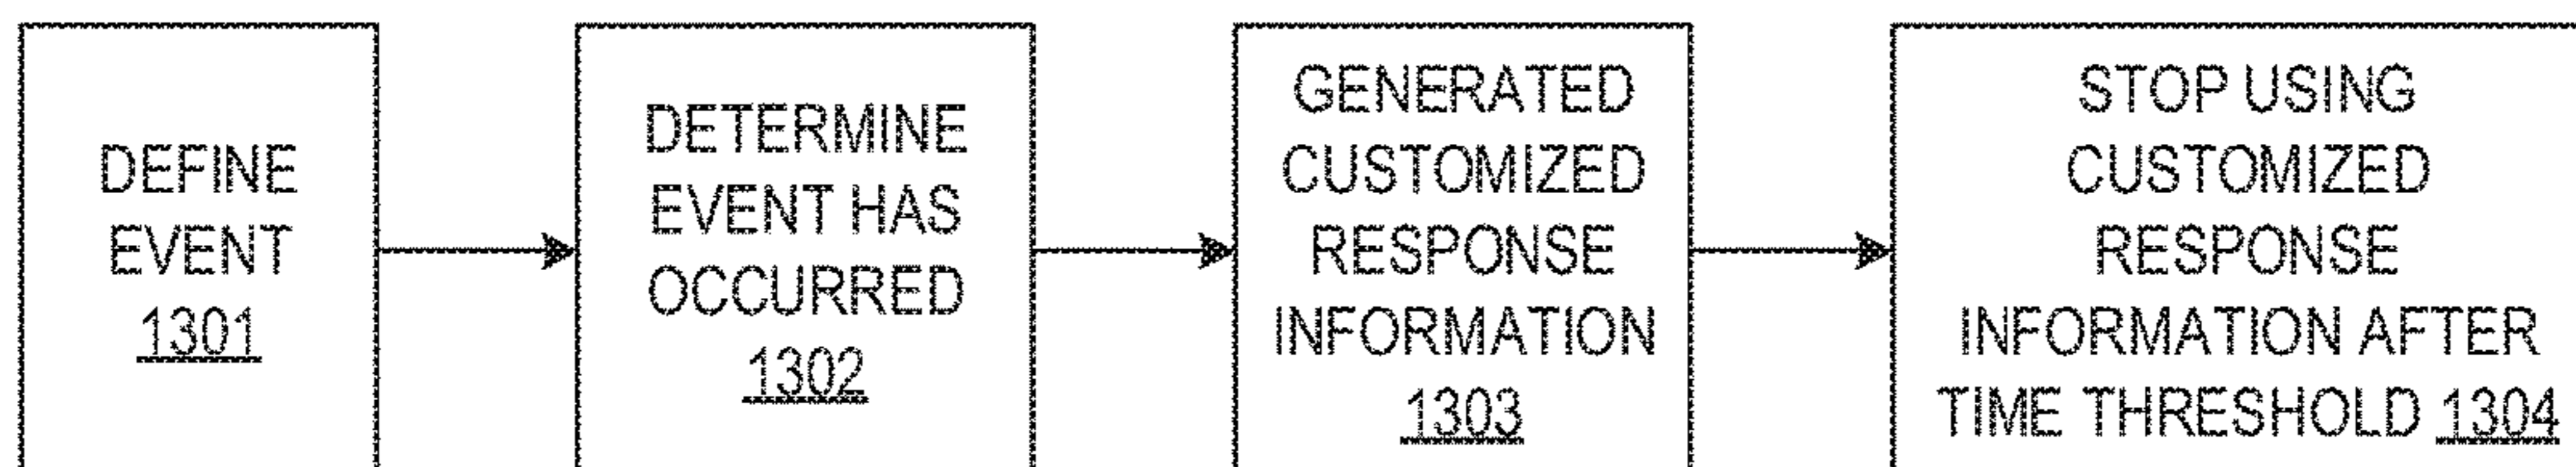 DEFINE
EVENT
1301
DETERMINE
EVENT HAS
OCCURRED
1302
GENERATED
CUSTOMIZED
RESPONSE
INFORMATION
1303
STOP USING
CUSTOMIZED
RESPONSE
INFORMATION AFTER
TIME THRESHOLD 1304